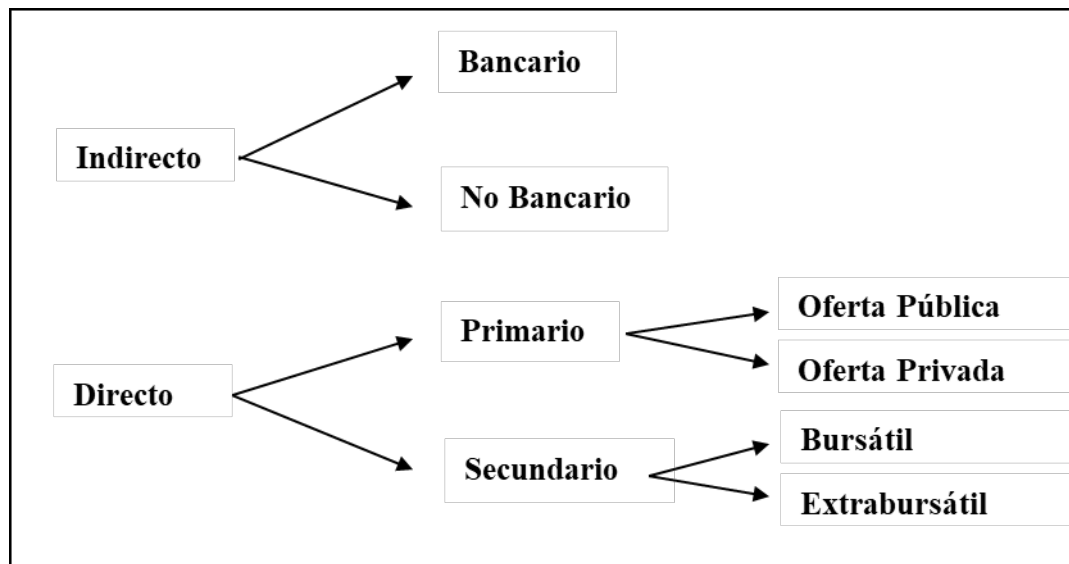 Bancario
Indirecto
No Bancario
Oferta Pública
Primario
Oferta Privada
Directo
Bursátil
Secundario
Extrabursátil